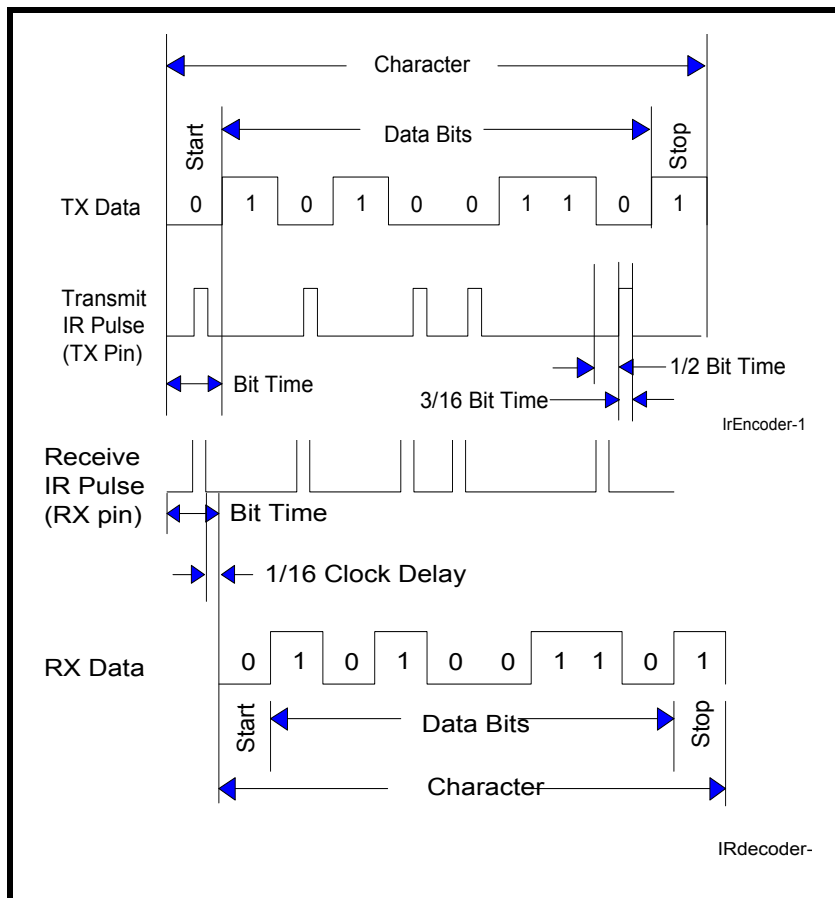 Character
Start
Data Bits
Stop
TX Data
0 1 0 1 0 0 1 1 0 1
Transmit
IR Pulse
(TX Pin)
Bit Time
1/2 Bit Time
3/16 Bit Time
IrEncoder-1
Receive
IR Pulse
(RX pin)
Bit Time
1/16 Clock Delay
RX Data
0 1 0 1 0 0 1 1 0 1
Start
Data Bits
Stop
Character
IRdecoder-